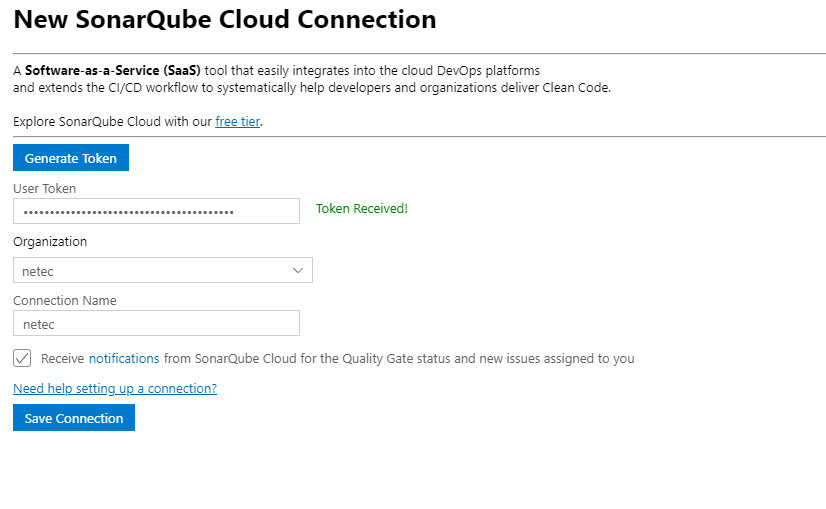 New SonarQube Cloud Connection
A Software-as-a-Service (SaaS) tool that easily integrates into the cloud DevOps platforms
and extends the CI/CD workflow to systematically help developers and organizations deliver Clean Code.
Explore SonarQube Cloud with our free tier.
Generate Token
User Token
••••••••••••••••••••••••••••••••••••••••
Token Received!
Organization
netec
Connection Name
netec
Receive notifications from SonarQube Cloud for the Quality Gate status and new issues assigned to you
Need help setting up a connection?
Save Connection